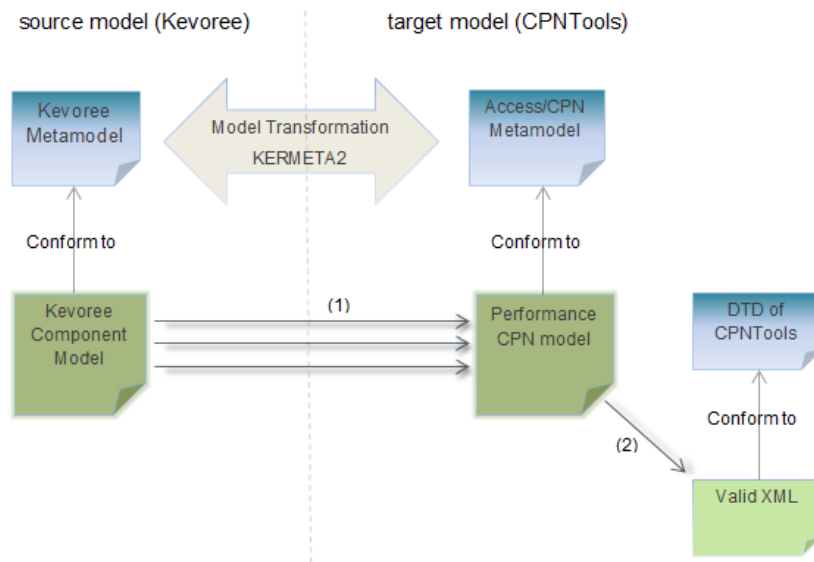 source model (Kevoree)
target model (CPNTools)
Kevoree
Metamodel
Model Transformation
KERMETA2
Access/CPN
Metamodel
Conform to
Conform to
Kevoree
Component
Model
(1)
Performance
CPN model
DTD of
CPNTools
Conform to
(2)
Valid XML